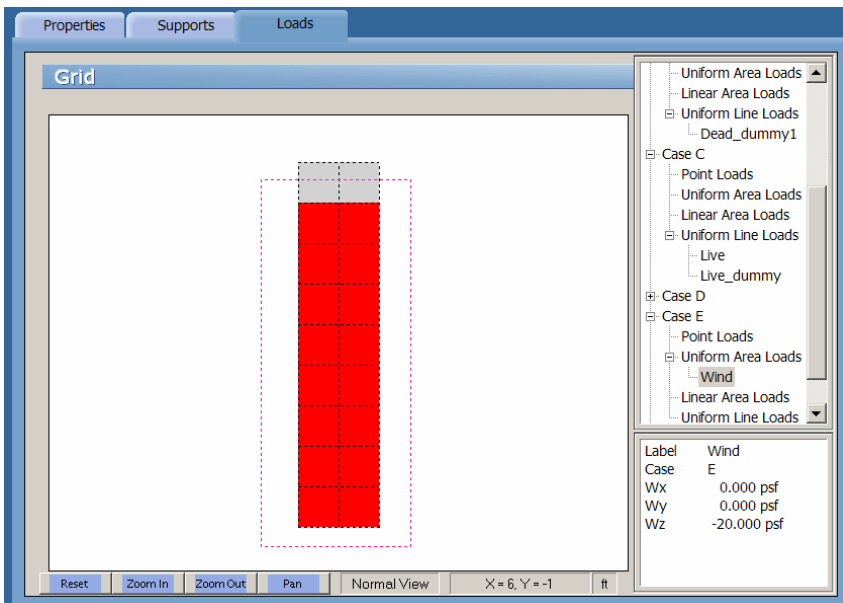 Properties Supports Loads
Grid
Uniform Area Loads
Linear Area Loads
Uniform Line Loads
Dead_dummy1
Case C
Point Loads
Uniform Area Loads
Linear Area Loads
Uniform Line Loads
Live
Live_dummy
Case D
Case E
Point Loads
Uniform Area Loads
Wind
Linear Area Loads
Uniform Line Loads
Label Wind
Case E
Wx 0.000 psf
Wy 0.000 psf
Wz -20.000 psf
Reset Zoom In Zoom Out Pan Normal View X = 6, Y = -1 ft